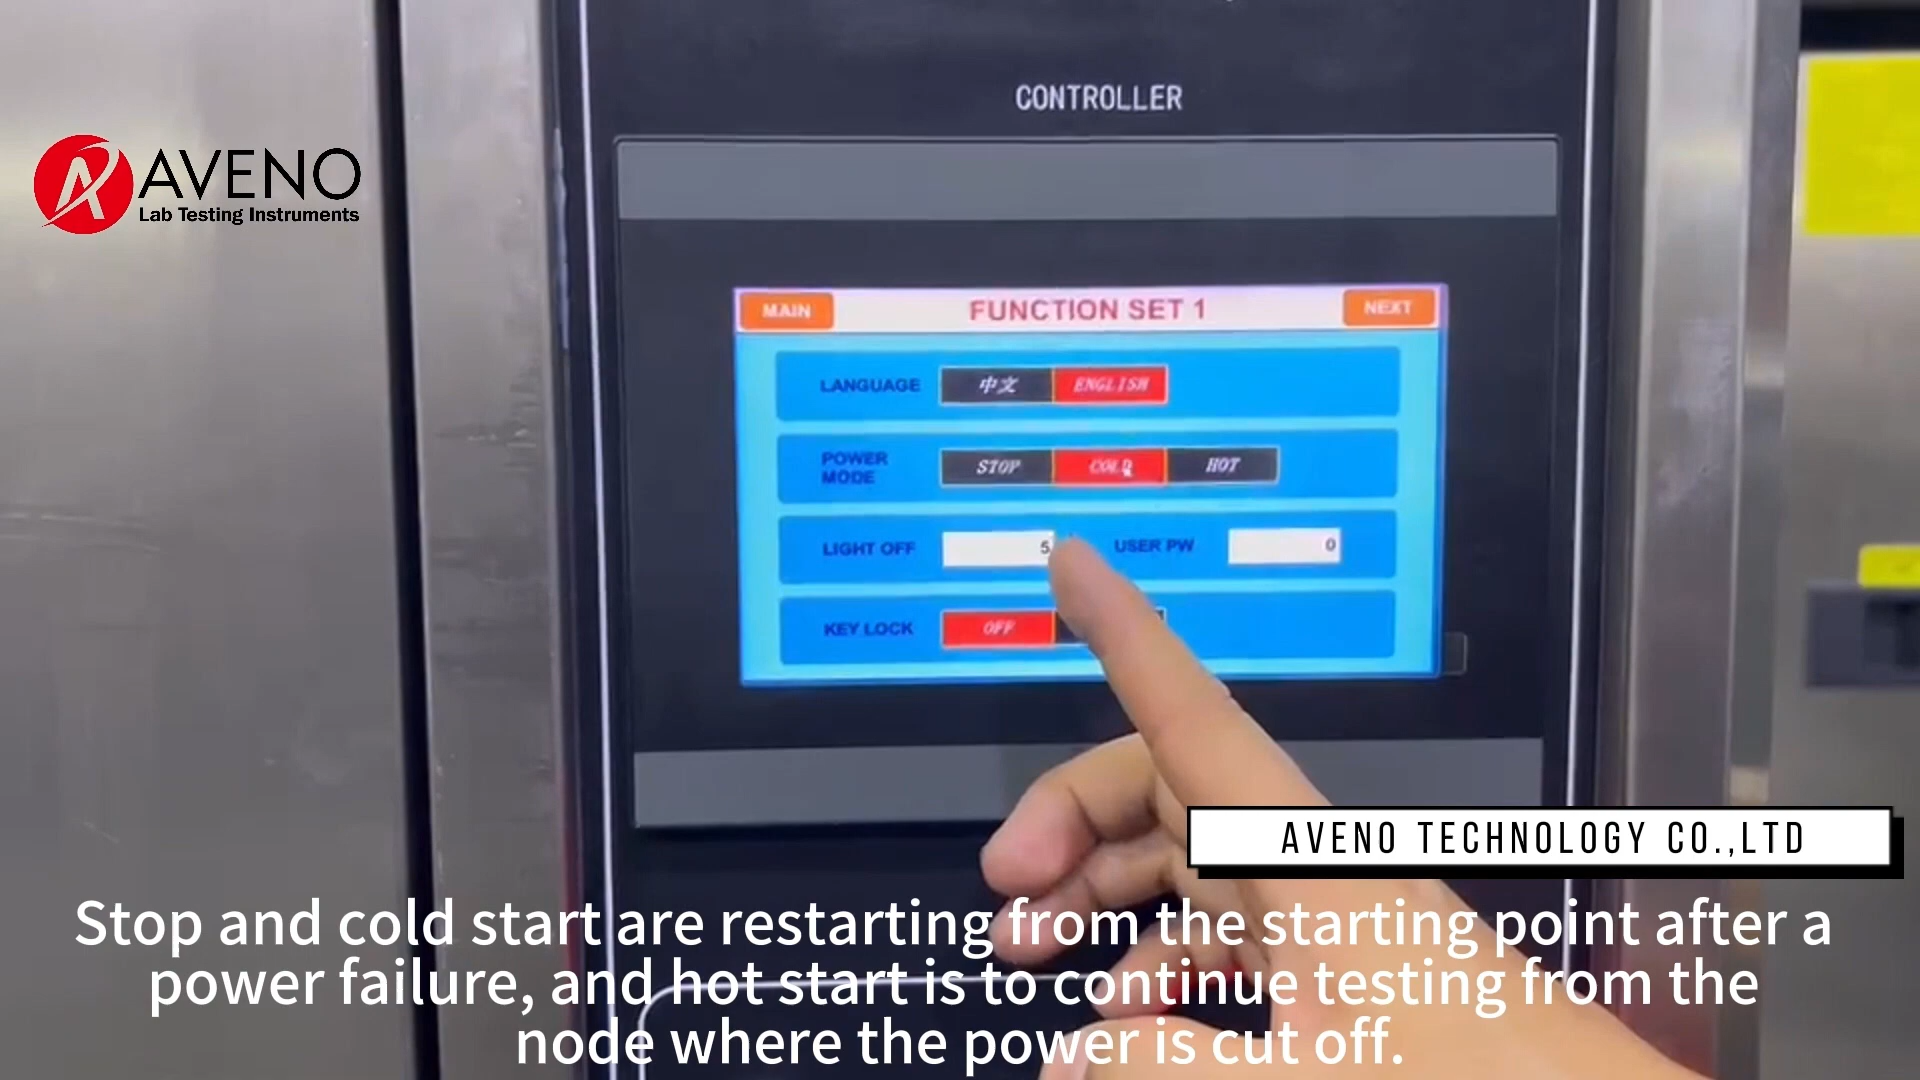 CONTROLLER
AVENO
Lab Testing Instruments
MAIN
FUNCTION SET 1
NEXT
LANGUAGE
中文
ENGLISH
POWER MODE
STOP
COLD
HOT
LIGHT OFF
5
USER PW
0
KEY LOCK
OFF
AVENO TECHNOLOGY CO.,LTD
Stop and cold start are restarting from the starting point after a
power failure, and hot start is to continue testing from the
node where the power is cut off.